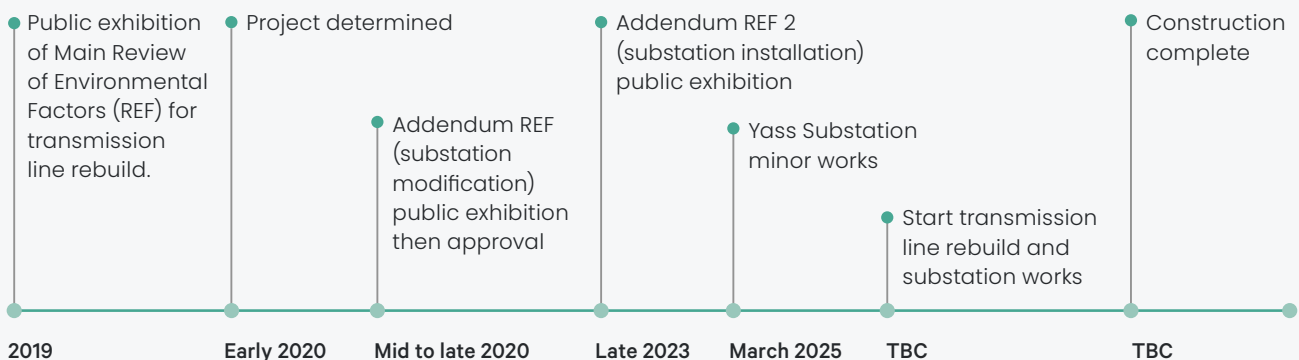 Public exhibition
of Main Review
of Environmental
Factors (REF) for
transmission
line rebuild.
Project determined
Addendum REF
(substation
modification)
public exhibition
then approval
Addendum REF 2
(substation installation)
public exhibition
Yass Substation
minor works
Start transmission
line rebuild and
substation works
Construction
complete
2019
Early 2020
Mid to late 2020
Late 2023
March 2025
TBC
TBC